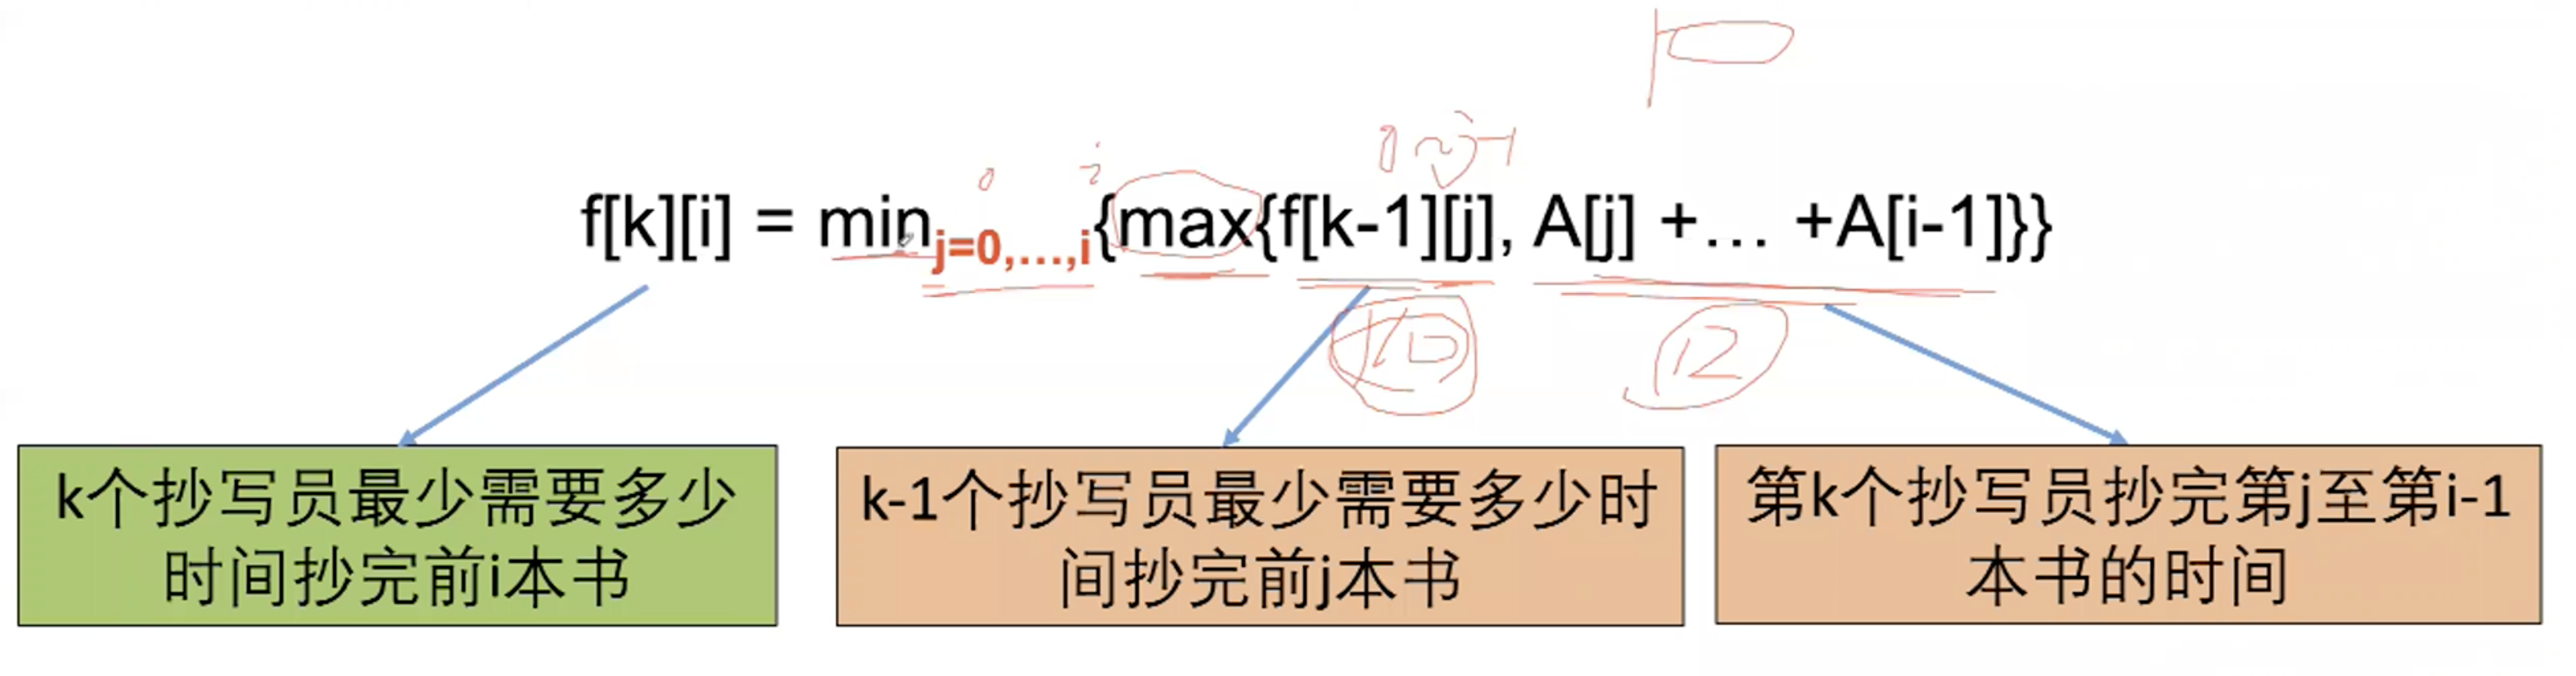 0 i 0 ~ j-1
f[k][i] = min j=0,…,i {max{f[k-1][j], A[j] +… +A[i-1]}}
10 12
k个抄写员最少需要多少
时间抄完前i本书
k-1个抄写员最少需要多少时
间抄完前j本书
第k个抄写员抄完第j至第i-1
本书的时间